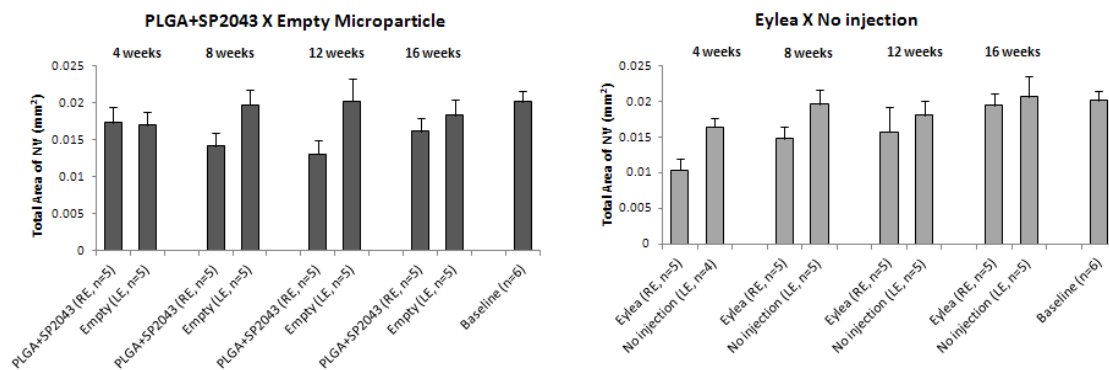 PLGA+SP2043 X Empty Microparticle
4 weeks 8 weeks 12 weeks 16 weeks
Total Area of NV (mm²)
0.025
0.02
0.015
0.01
0.005
0
PLGA+SP2043 (RE, n=5)
Empty (LE, n=5)
PLGA+SP2043 (RE, n=5)
Empty (LE, n=5)
PLGA+SP2043 (RE, n=5)
Empty (LE, n=5)
PLGA+SP2043 (RE, n=5)
Empty (LE, n=5)
Baseline (n=6)
Eylea X No injection
4 weeks 8 weeks 12 weeks 16 weeks
Total Area of NV (mm²)
0.025
0.02
0.015
0.01
0.005
0
Eylea (RE, n=5)
No injection (LE, n=4)
Eylea (RE, n=5)
No injection (LE, n=5)
Eylea (RE, n=5)
No injection (LE, n=5)
Eylea (RE, n=5)
No injection (LE, n=5)
Baseline (n=6)